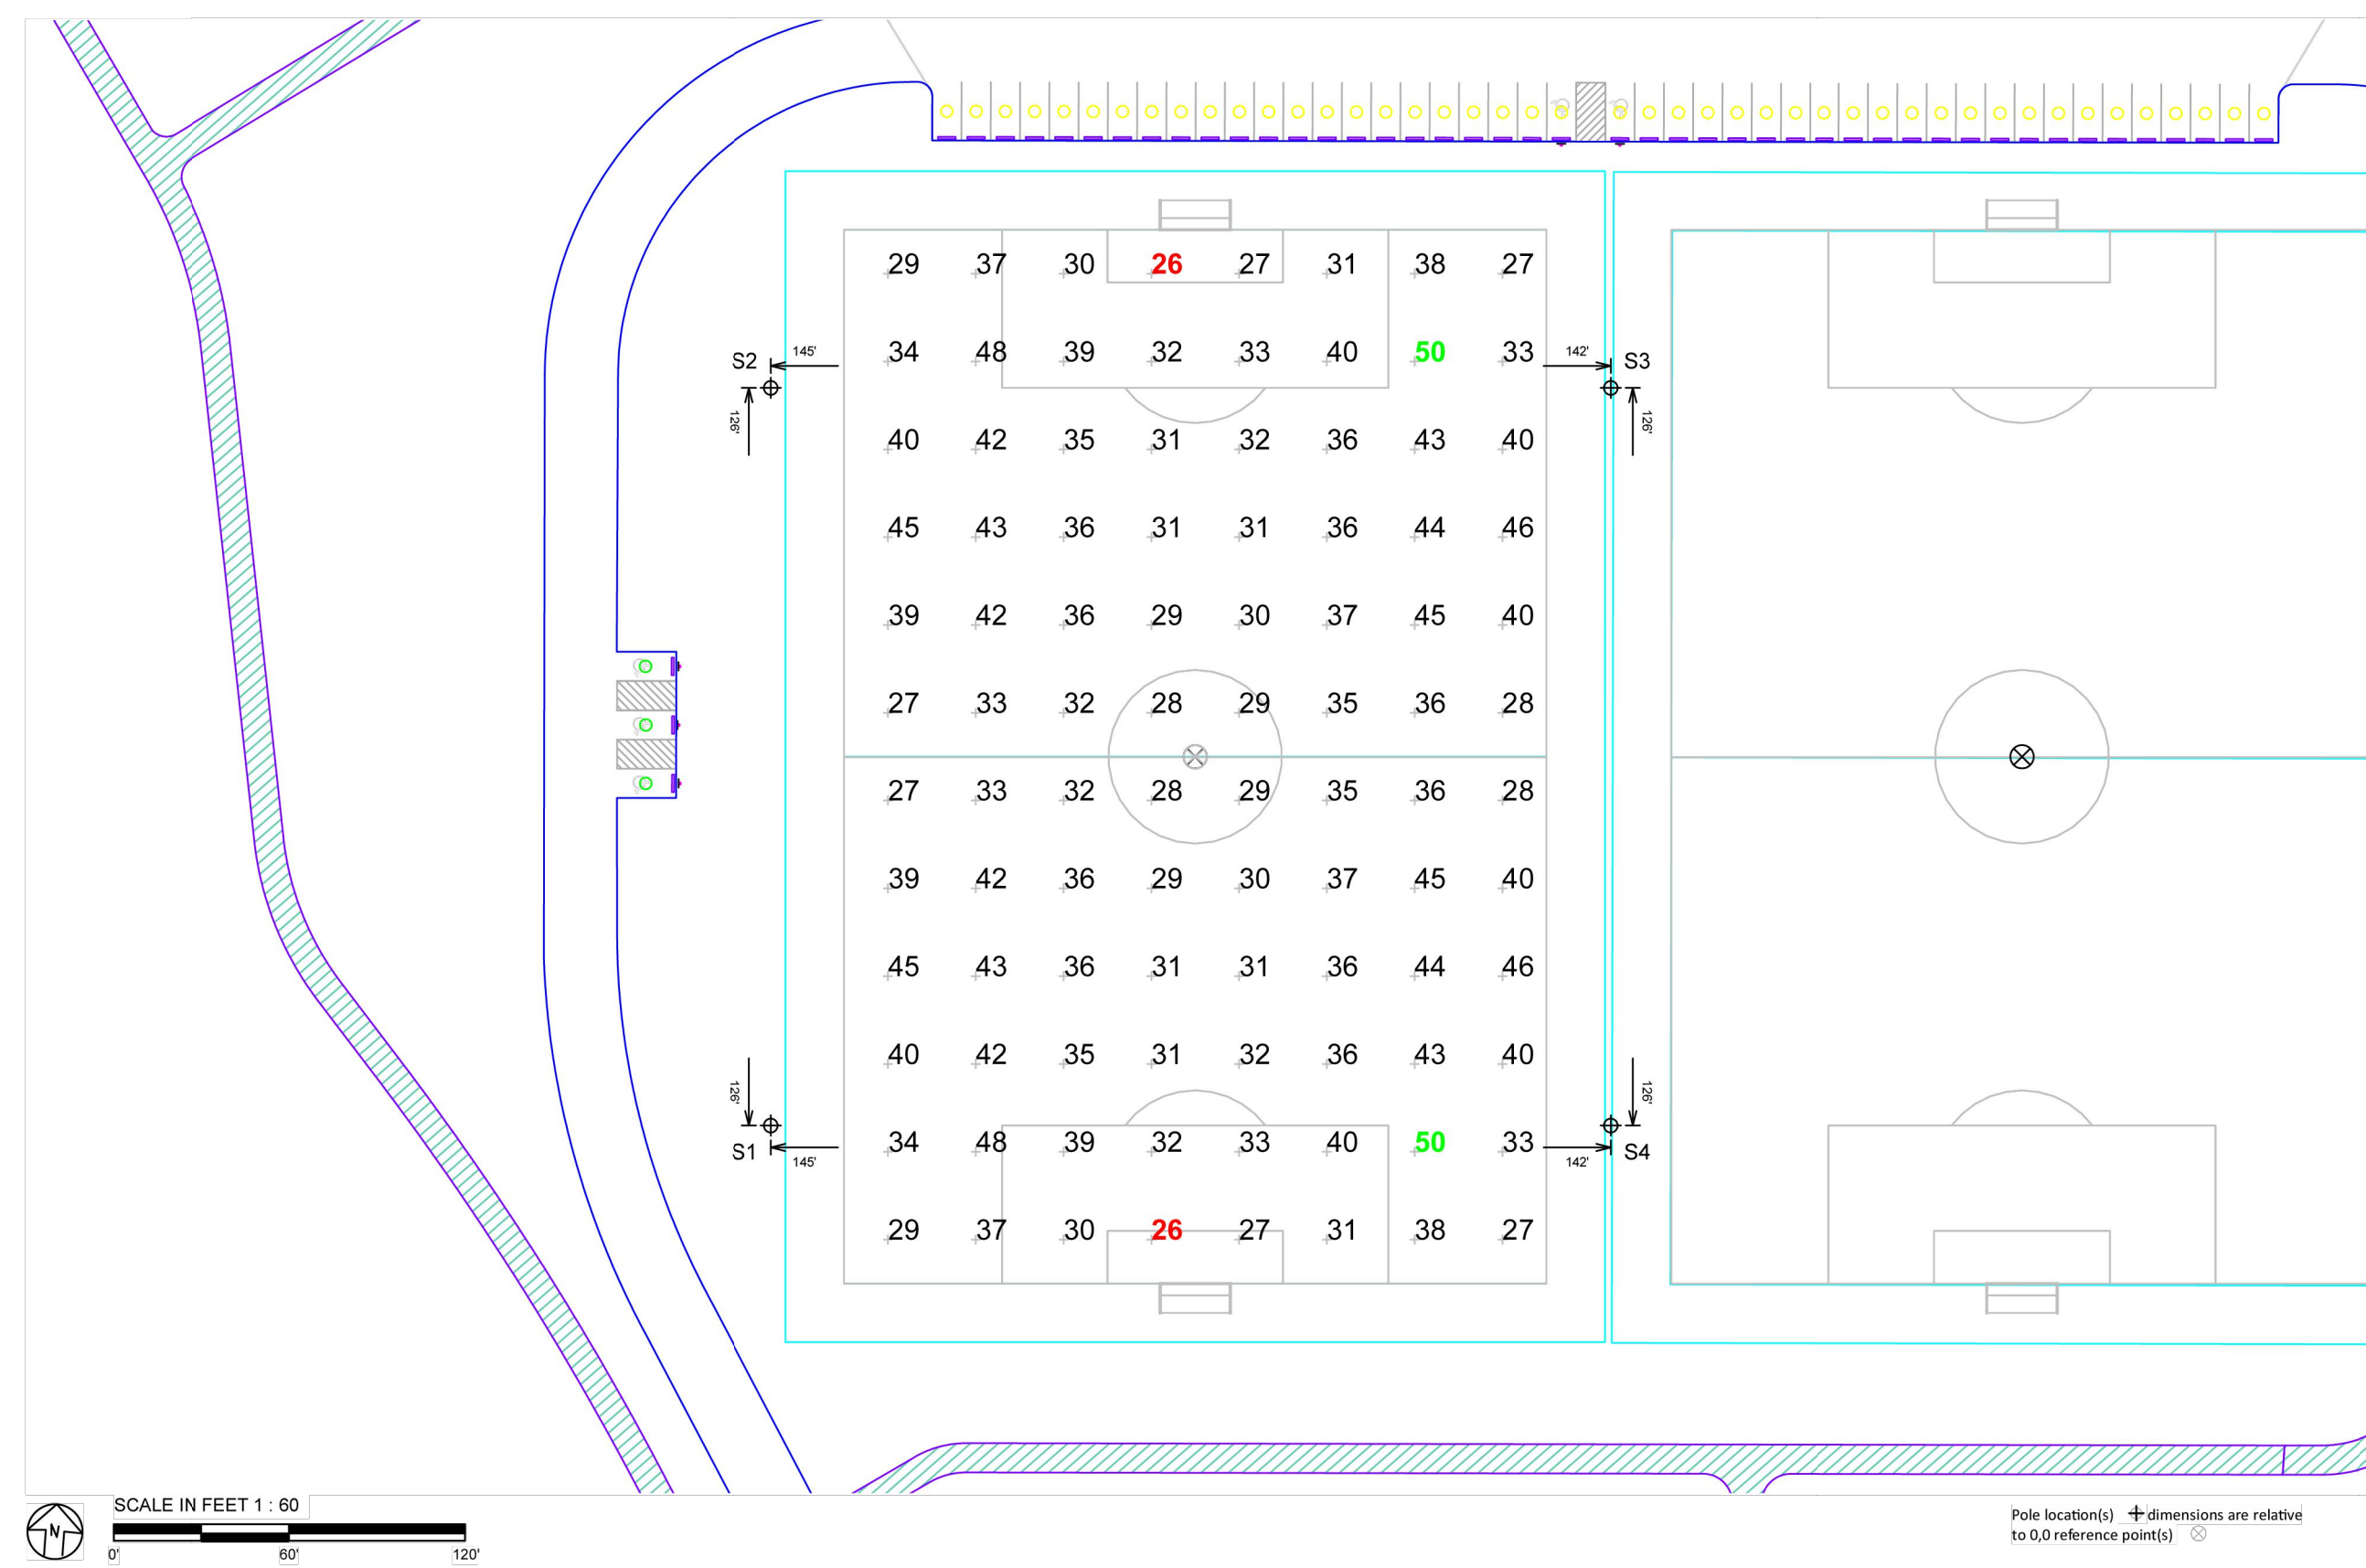 29 37 30 26 27 31 38 27
S2 145' 34 48 39 32 33 40 50 33 142' S3
126' 126'
40 42 35 31 32 36 43 40
45 43 36 31 31 36 44 46
39 42 36 29 30 37 45 40
27 33 32 28 29 35 36 28
27 33 32 28 29 35 36 28
39 42 36 29 30 37 45 40
45 43 36 31 31 36 44 46
40 42 35 31 32 36 43 40
126' 126'
34 48 39 32 33 40 50 33
S1 145' 142' S4
29 37 30 26 27 31 38 27
N
SCALE IN FEET 1 : 60
0' 60' 120'
Pole location(s) dimensions are relative
to 0,0 reference point(s)